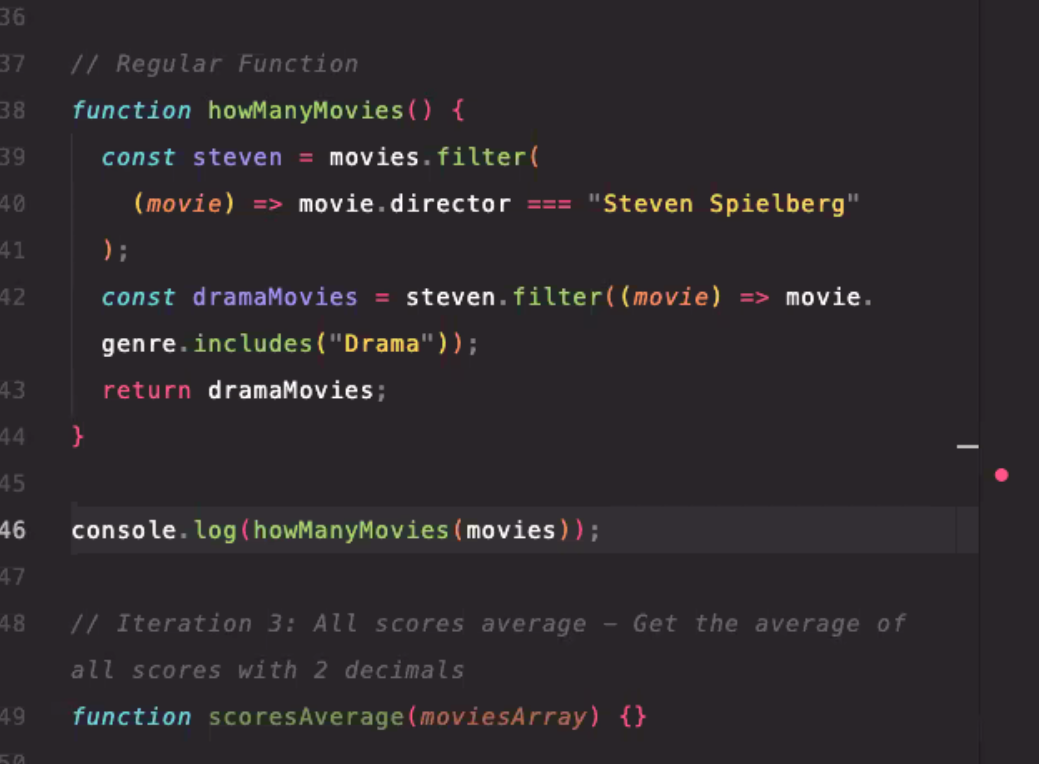 36
37 // Regular Function
38 function howManyMovies() {
39 const steven = movies.filter(
40 (movie) => movie.director === "Steven Spielberg"
41 );
42 const dramaMovies = steven.filter((movie) => movie.
genre.includes("Drama"));
43 return dramaMovies;
44 }
45
46 console.log(howManyMovies(movies));
47
48 // Iteration 3: All scores average – Get the average of
all scores with 2 decimals
49 function scoresAverage(moviesArray) {}
50